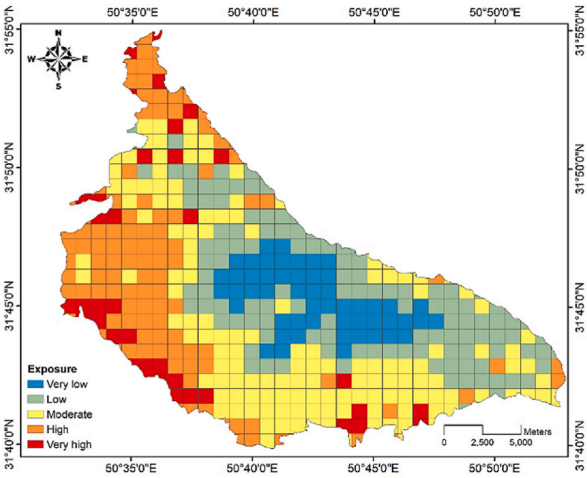 50°35'0"E 50°40'0"E 50°45'0"E 50°50'0"E
31°55'0"N 31°55'0"N
N
W E
S
31°50'0"N 31°50'0"N
31°45'0"N 31°45'0"N
Exposure
Very low
Low
Moderate
High
Very high
0 2,500 5,000 Meters
31°40'0"N 31°40'0"N
50°35'0"E 50°40'0"E 50°45'0"E 50°50'0"E